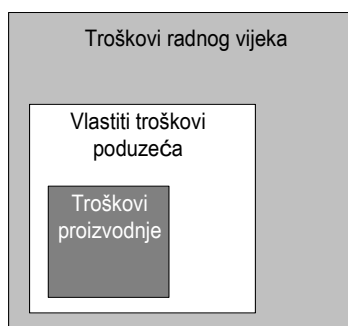 Troškovi radnog vijeka
Vlastiti troškovi
poduzeća
Troškovi
proizvodnje